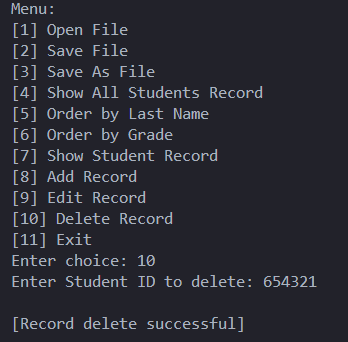 Menu:
[1] Open File
[2] Save File
[3] Save As File
[4] Show All Students Record
[5] Order by Last Name
[6] Order by Grade
[7] Show Student Record
[8] Add Record
[9] Edit Record
[10] Delete Record
[11] Exit
Enter choice: 10
Enter Student ID to delete: 654321
[Record delete successful]